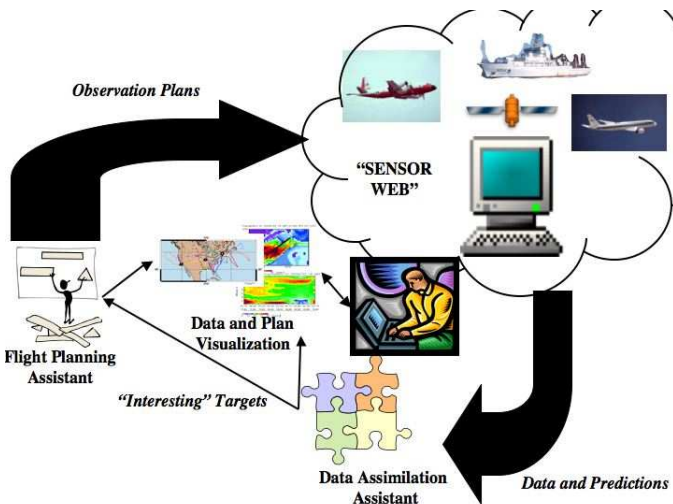 Observation Plans
“SENSOR
WEB”
Data and Plan
Visualization
Flight Planning
Assistant
“Interesting” Targets
Data Assimilation
Assistant
Data and Predictions